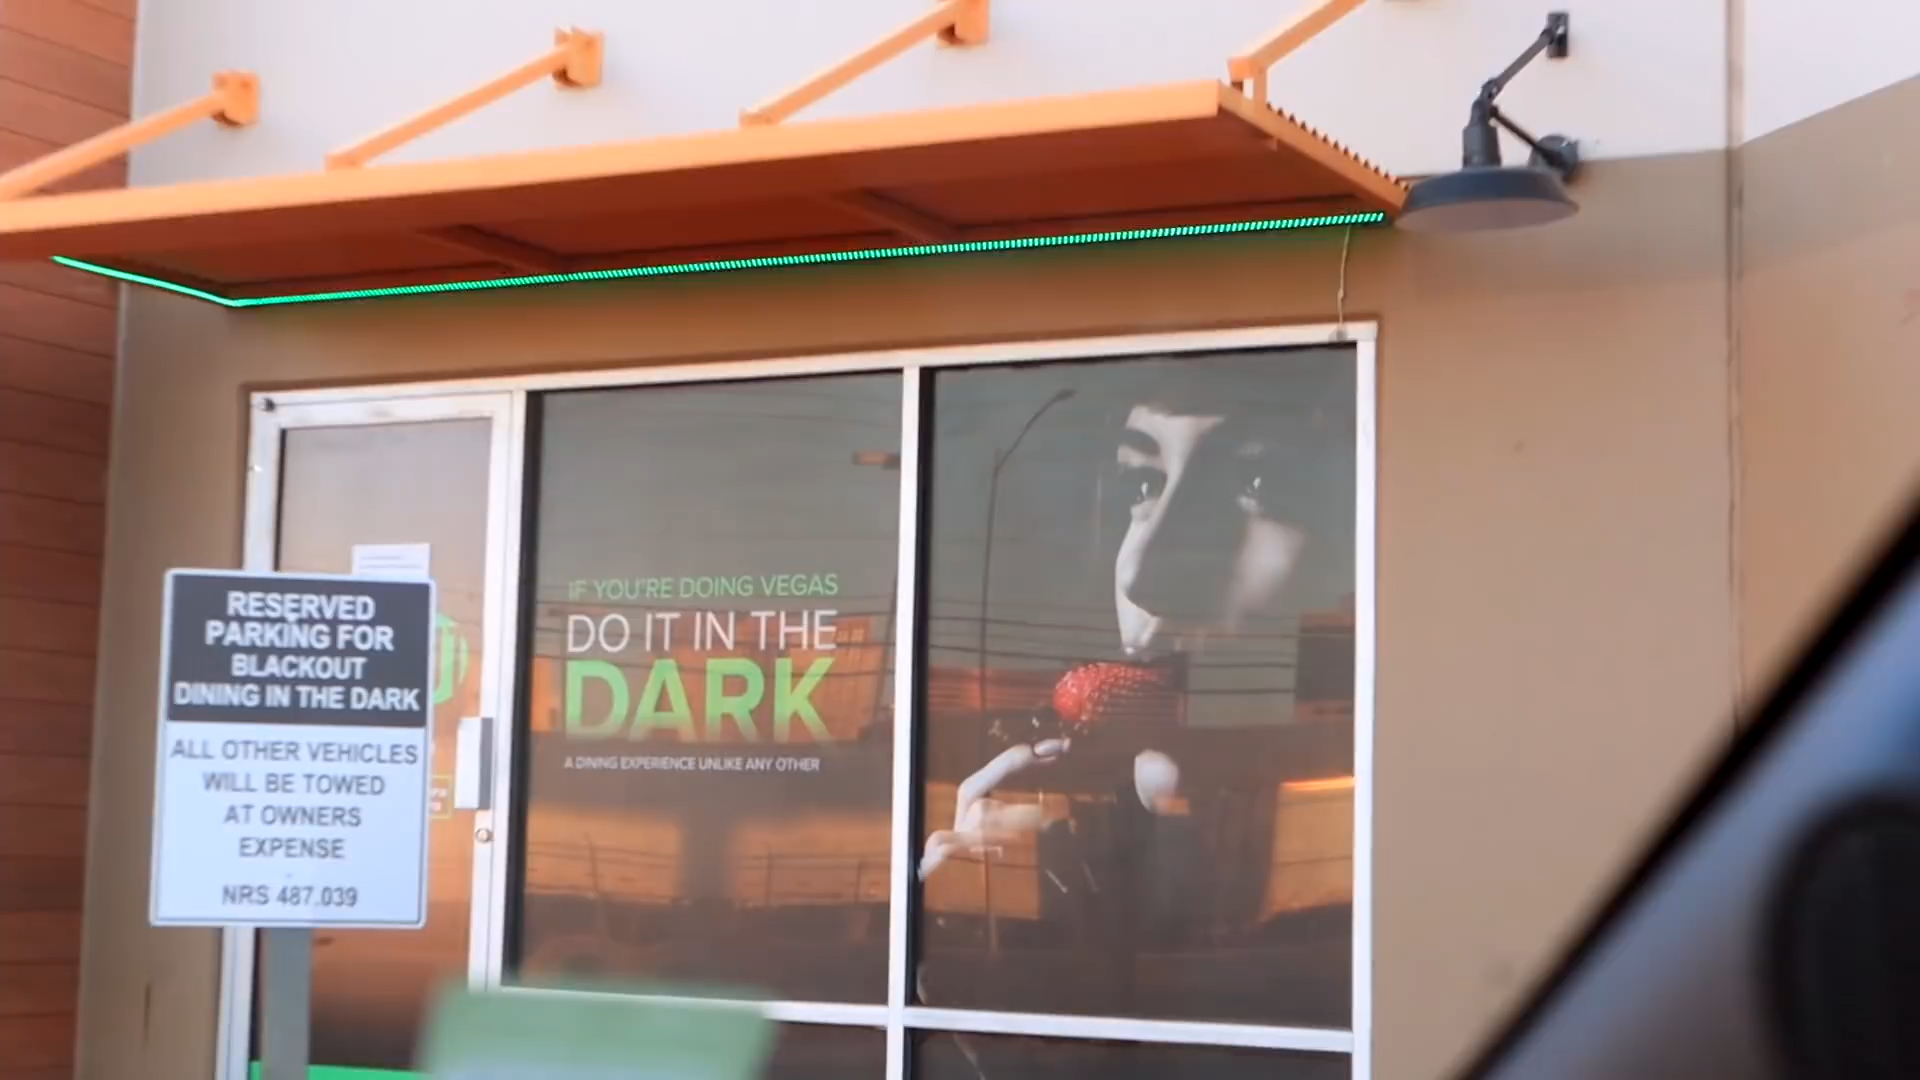 RESERVED
PARKING FOR
BLACKOUT
DINING IN THE DARK
ALL OTHER VEHICLES
WILL BE TOWED
AT OWNERS
EXPENSE
NRS 487.039
IF YOU'RE DOING VEGAS
DO IT IN THE
DARK
A DINING EXPERIENCE UNLIKE ANY OTHER